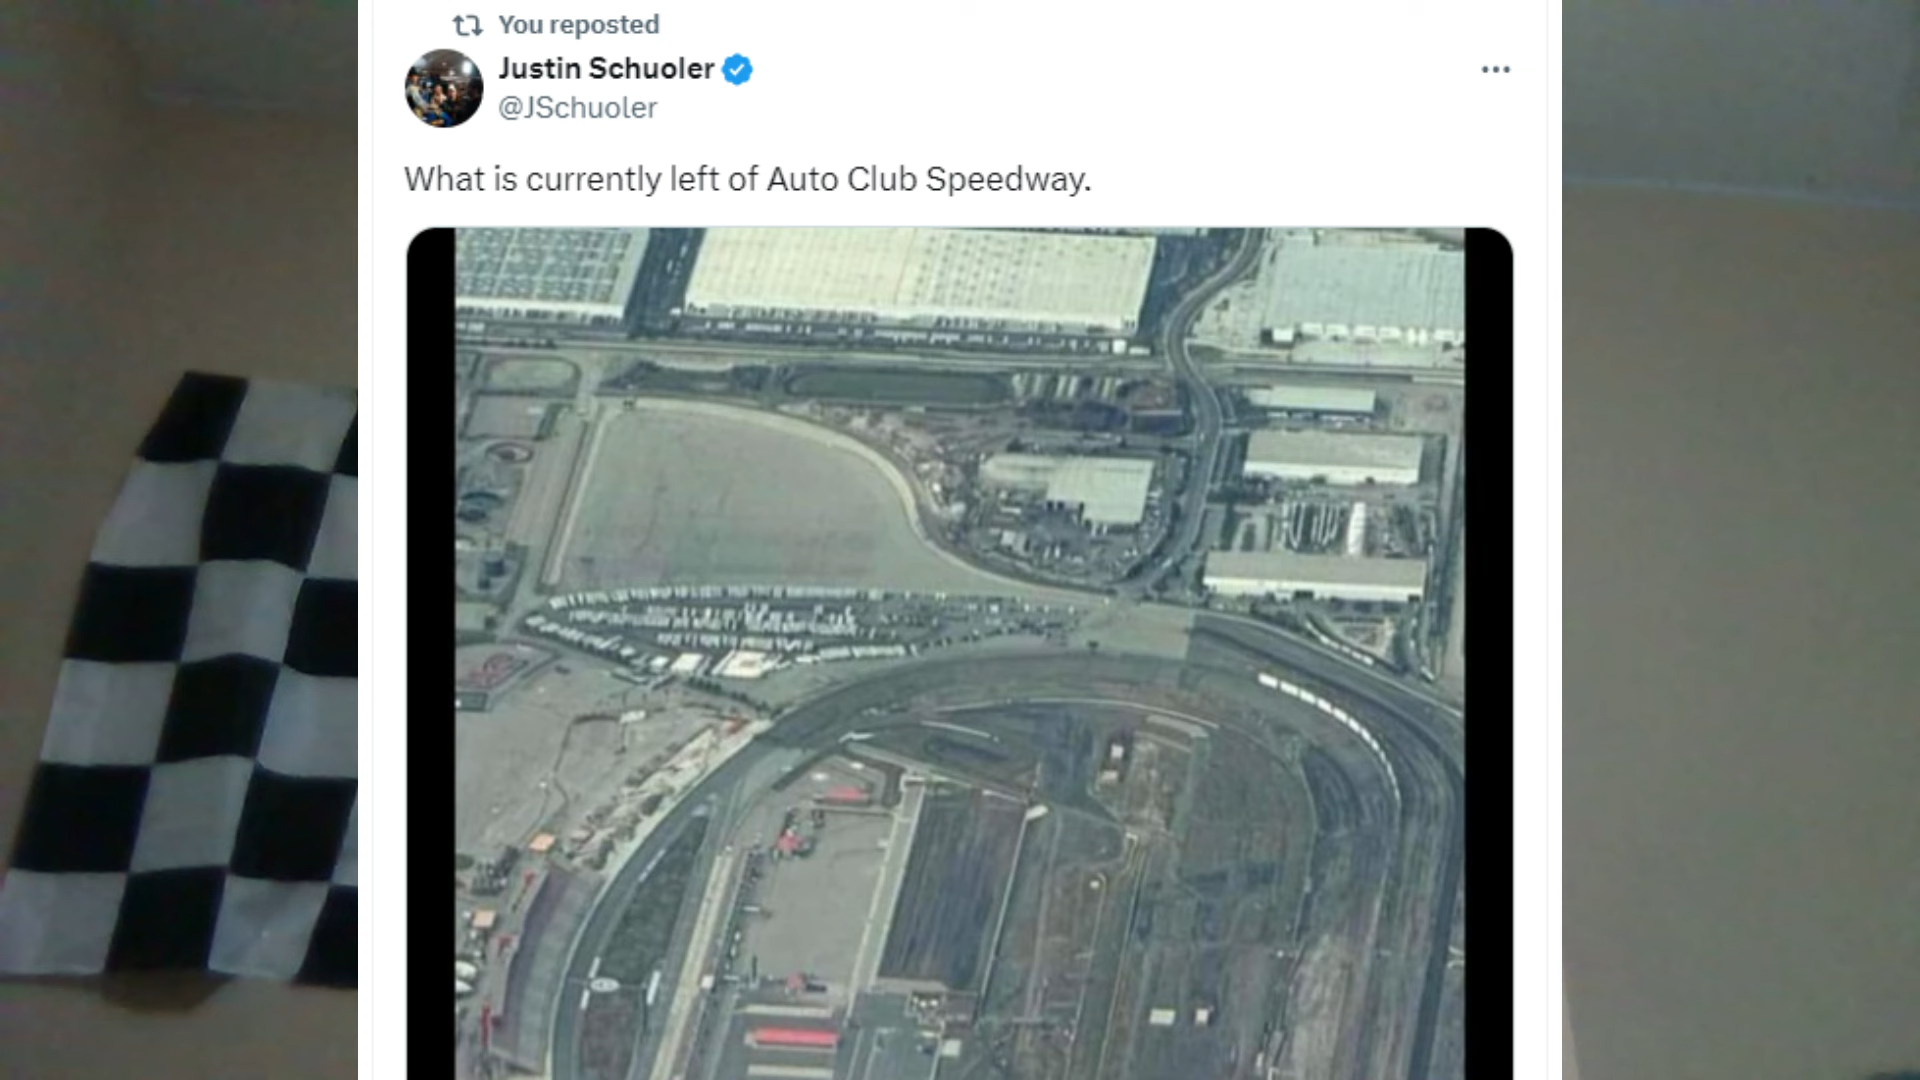 You reposted
Justin Schuoler
@JSchuoler
What is currently left of Auto Club Speedway.